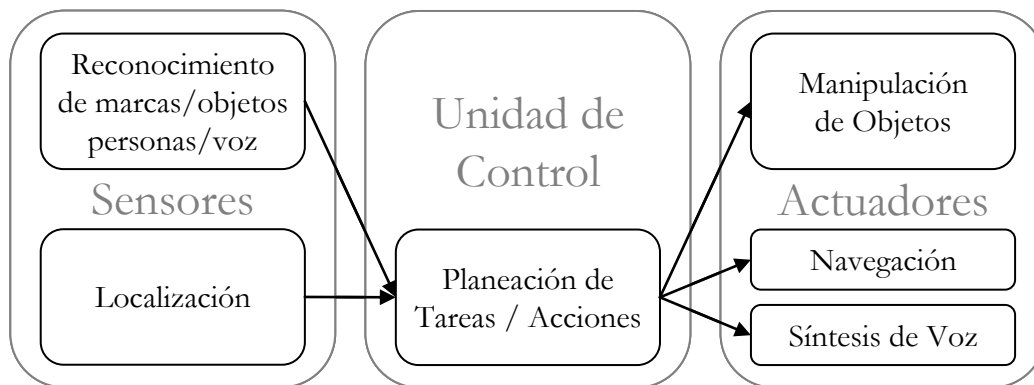 Reconocimiento
de marcas/objetos
personas/voz
Sensores
Localización
Unidad de
Control
Planeación de
Tareas / Acciones
Manipulación
de Objetos
Actuadores
Navegación
Síntesis de Voz